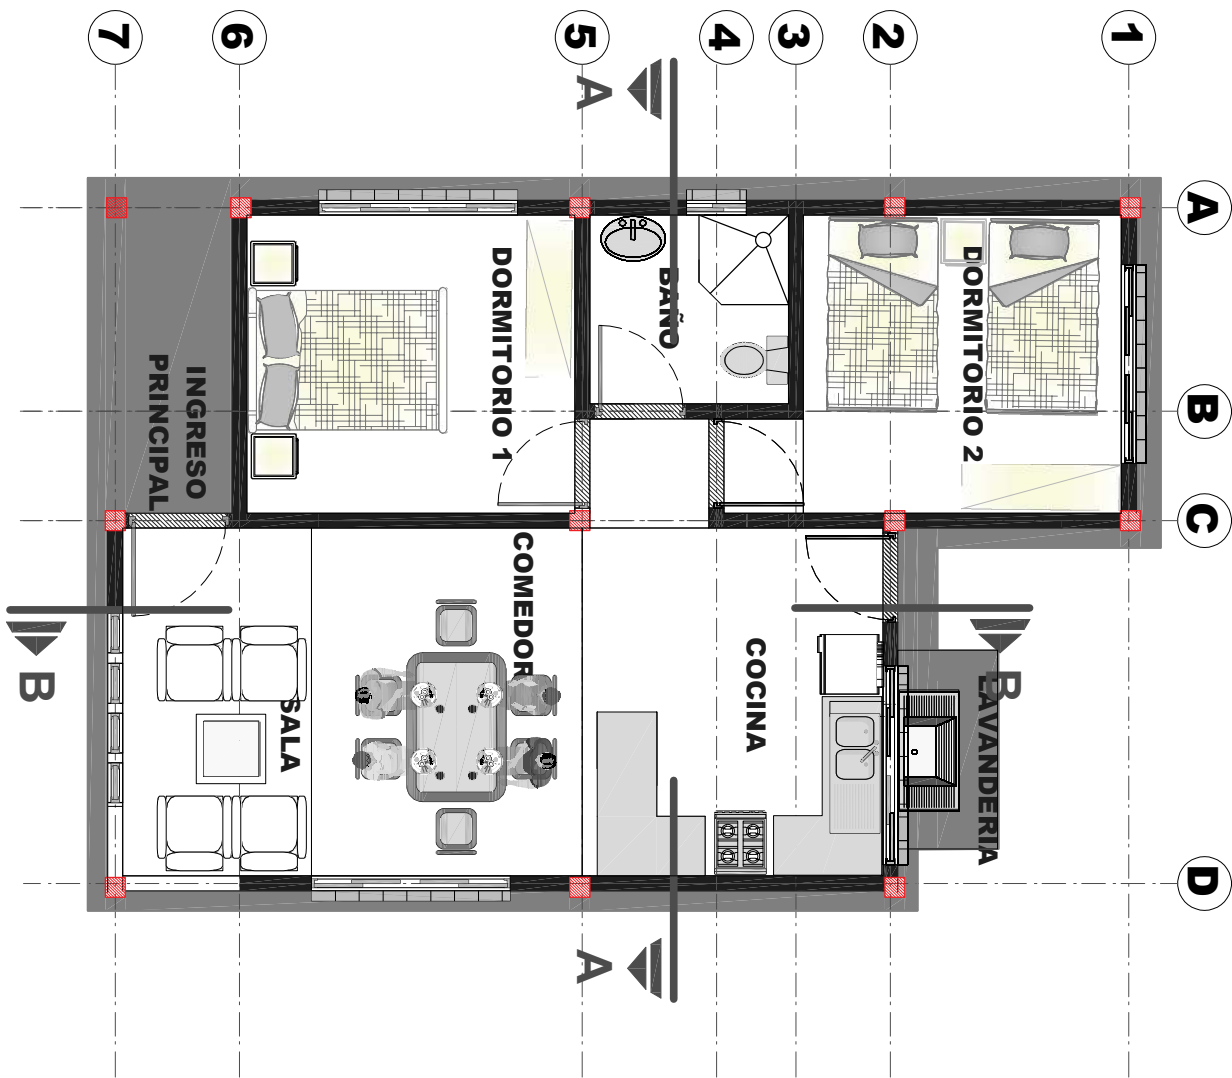 7
6
5
4
3
2
1
A
A
B
C
D
DORMITORIO 1
BAÑO
DORMITORIO 2
INGRESO
PRINCIPAL
COMEDOR
SALA
COCINA
LAVANDERIA
B
B
A